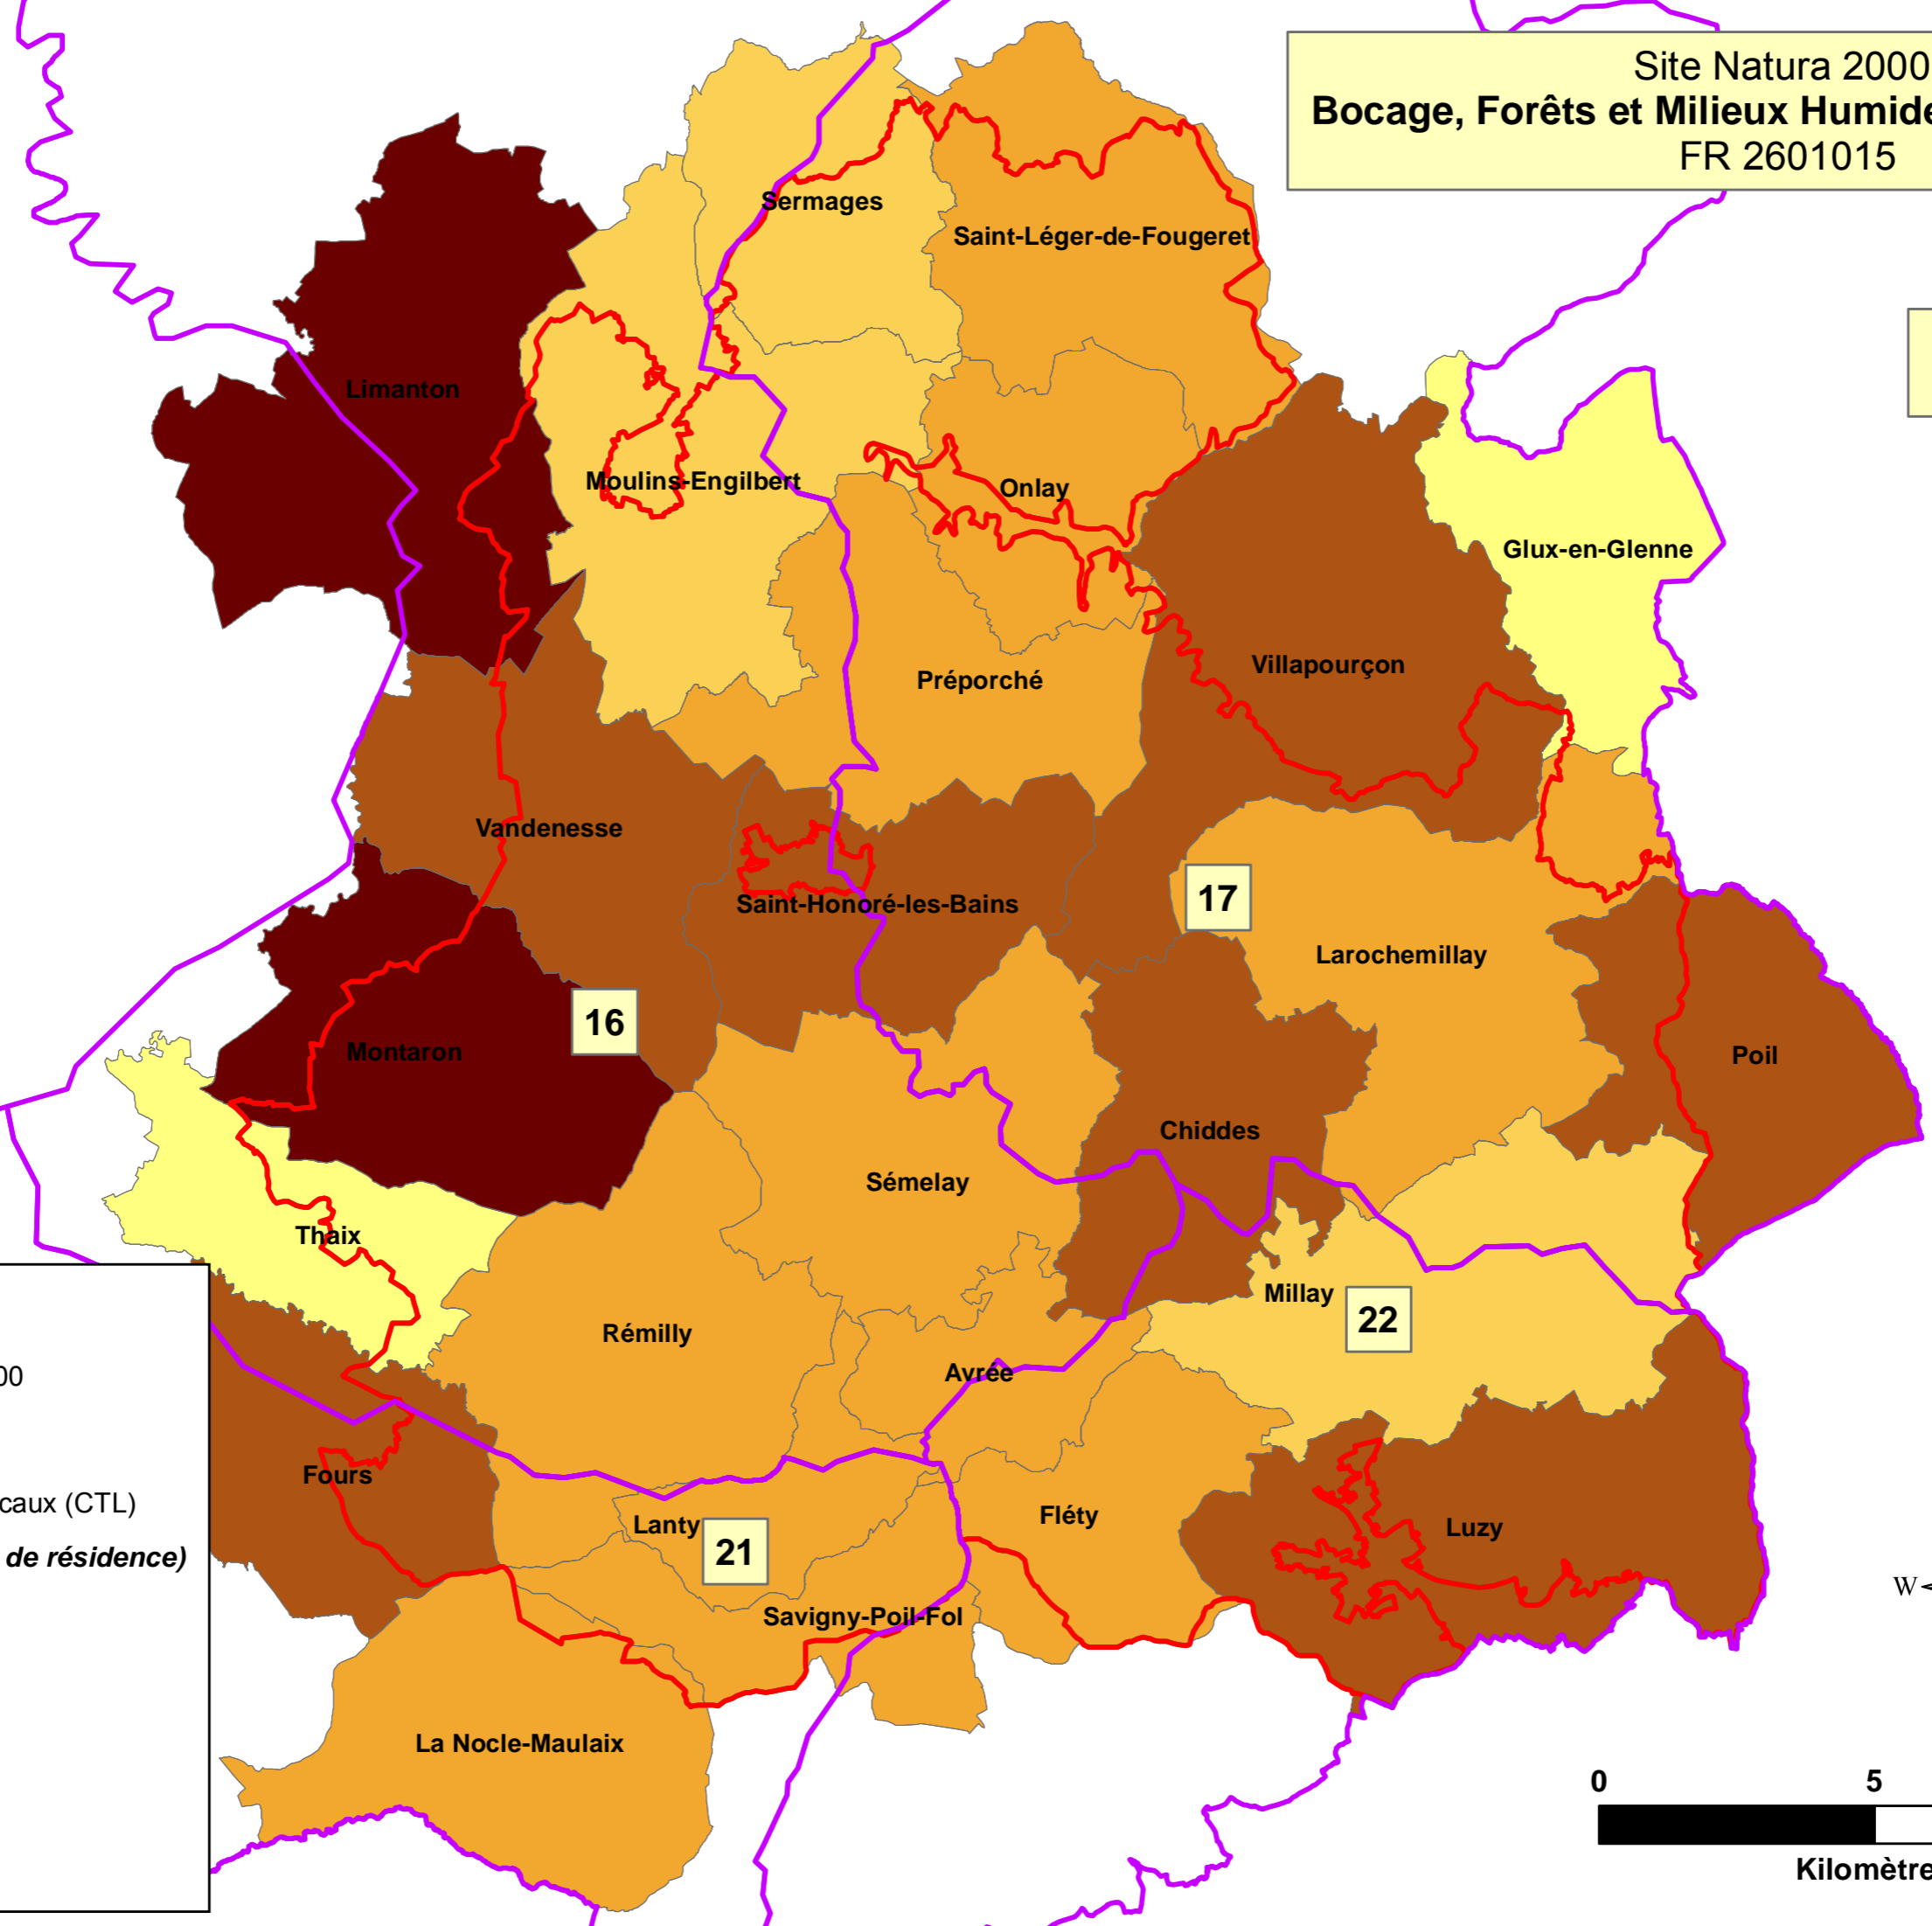 Site Natura 2000
Bocage, Forêts et Milieux
FR 2601015
Sermages
Saint-Léger-de-Fougeret
Limanton
Moulins-Engilbert
Onlay
Glux-en-Glenne
Préporché
Villapourçon
Vandenesse
17
Saint-Honoré-les-Bains
Larochemillay
16
Montaron
Poil
Chiddes
Sémelay
Thaix
Millay
22
Rémilly
Avrée
00
Fours
caux (CTL)
Fléty
Lanty
21
Luzy
de résidence)
W
Savigny-Poil-Fol
La Nocle-Maulaix
0 5
Kilomètre